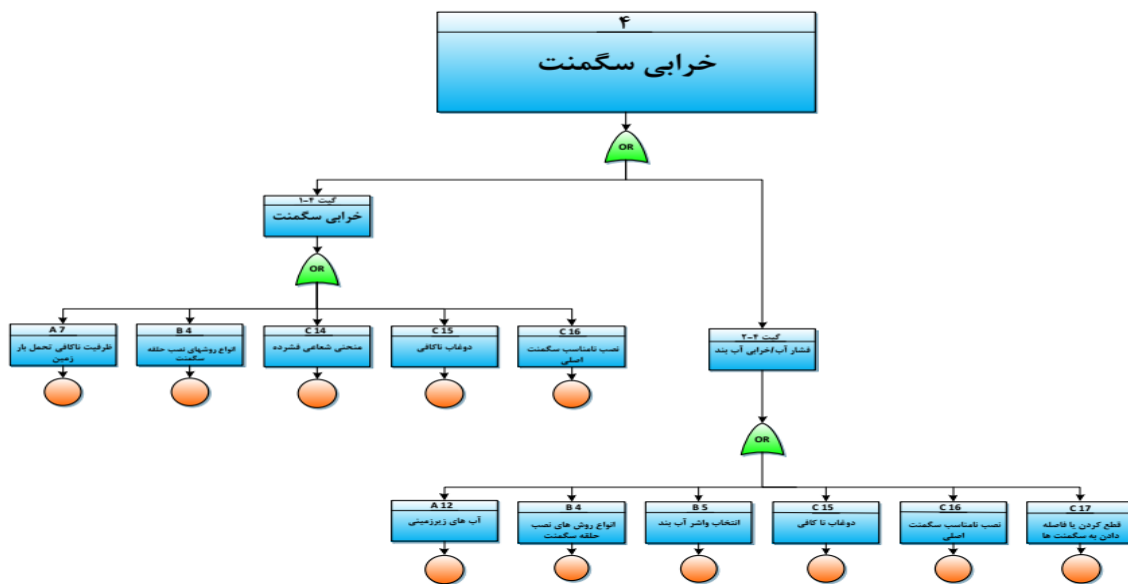 ۴
خرابی سگمنت
OR
گیت ۴-۱
خرابی سگمنت
OR
A 7
ظرفیت ناکافی تحمل بار
زمین
B 4
انواع روشهای نصب حلقه
سگمنت
C 14
منحنی شعاعی فشرده
C 15
دوغاب ناکافی
C 16
نصب نامناسب سگمنت
اصلی
گیت ۴-۲
فشار آب/خرابی آب بند
OR
A 12
آب های زیرزمینی
B 4
انواع روش های نصب
حلقه سگمنت
B 5
انتخاب واشر آب بند
C 15
دوغاب نا کافی
C 16
نصب نامناسب سگمنت
اصلی
C 17
قطع کردن یا فاصله
دادن به سگمنت ها